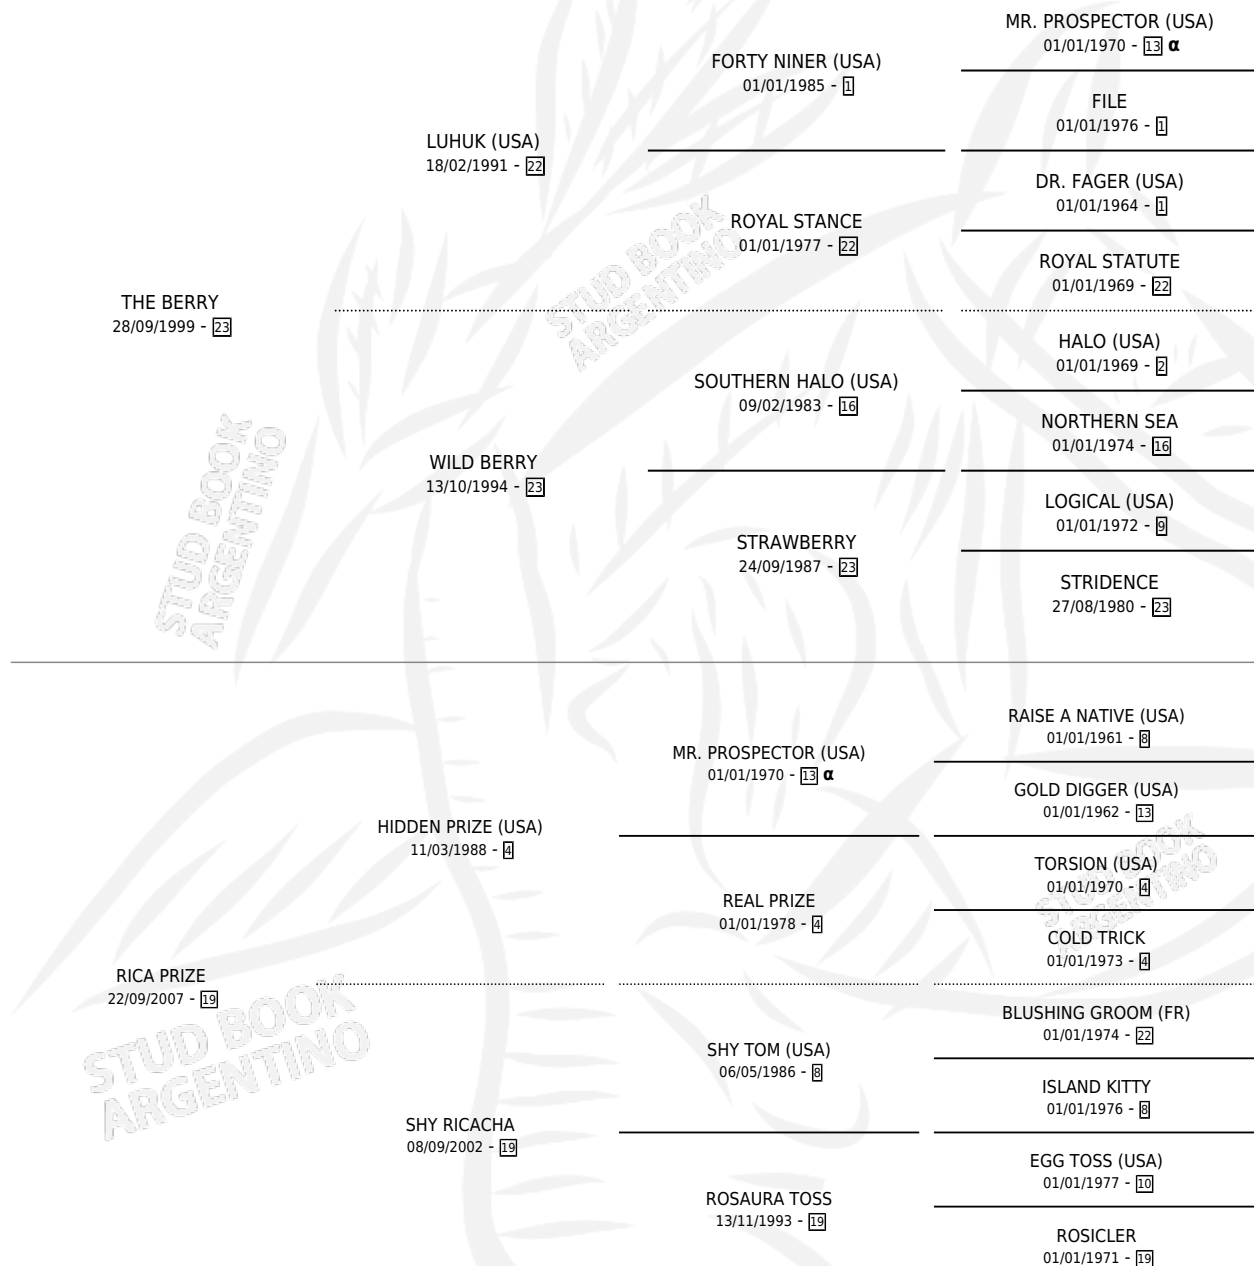 MR. PROSPECTOR (USA)
01/01/1970 - 13 α
FORTY NINER (USA)
01/01/1985 - 1
FILE
01/01/1976 - 1
LUHUK (USA)
18/02/1991 - 22
DR. FAGER (USA)
01/01/1964 - 1
ROYAL STANCE
01/01/1977 - 22
ROYAL STATUTE
01/01/1969 - 22
THE BERRY
28/09/1999 - 23
HALO (USA)
01/01/1969 - 2
SOUTHERN HALO (USA)
09/02/1983 - 16
NORTHERN SEA
01/01/1974 - 16
WILD BERRY
13/10/1994 - 23
LOGICAL (USA)
01/01/1972 - 9
STRAWBERRY
24/09/1987 - 23
STRIDENCE
27/08/1980 - 23
STUD BOOK
ARGENTINO
STUD BOOK
ARGENTINO
RAISE A NATIVE (USA)
01/01/1961 - 8
MR. PROSPECTOR (USA)
01/01/1970 - 13 α
GOLD DIGGER (USA)
01/01/1962 - 13
HIDDEN PRIZE (USA)
11/03/1988 - 4
TORSION (USA)
01/01/1970 - 4
REAL PRIZE
01/01/1978 - 4
COLD TRICK
01/01/1973 - 4
RICA PRIZE
22/09/2007 - 19
BLUSHING GROOM (FR)
01/01/1974 - 22
SHY TOM (USA)
06/05/1986 - 8
ISLAND KITTY
01/01/1976 - 8
SHY RICACHA
08/09/2002 - 19
EGG TOSS (USA)
01/01/1977 - 10
ROSAURA TOSS
13/11/1993 - 19
ROSICLER
01/01/1971 - 19
STUD BOOK
ARGENTINO
STUD BOOK
ARGENTINO